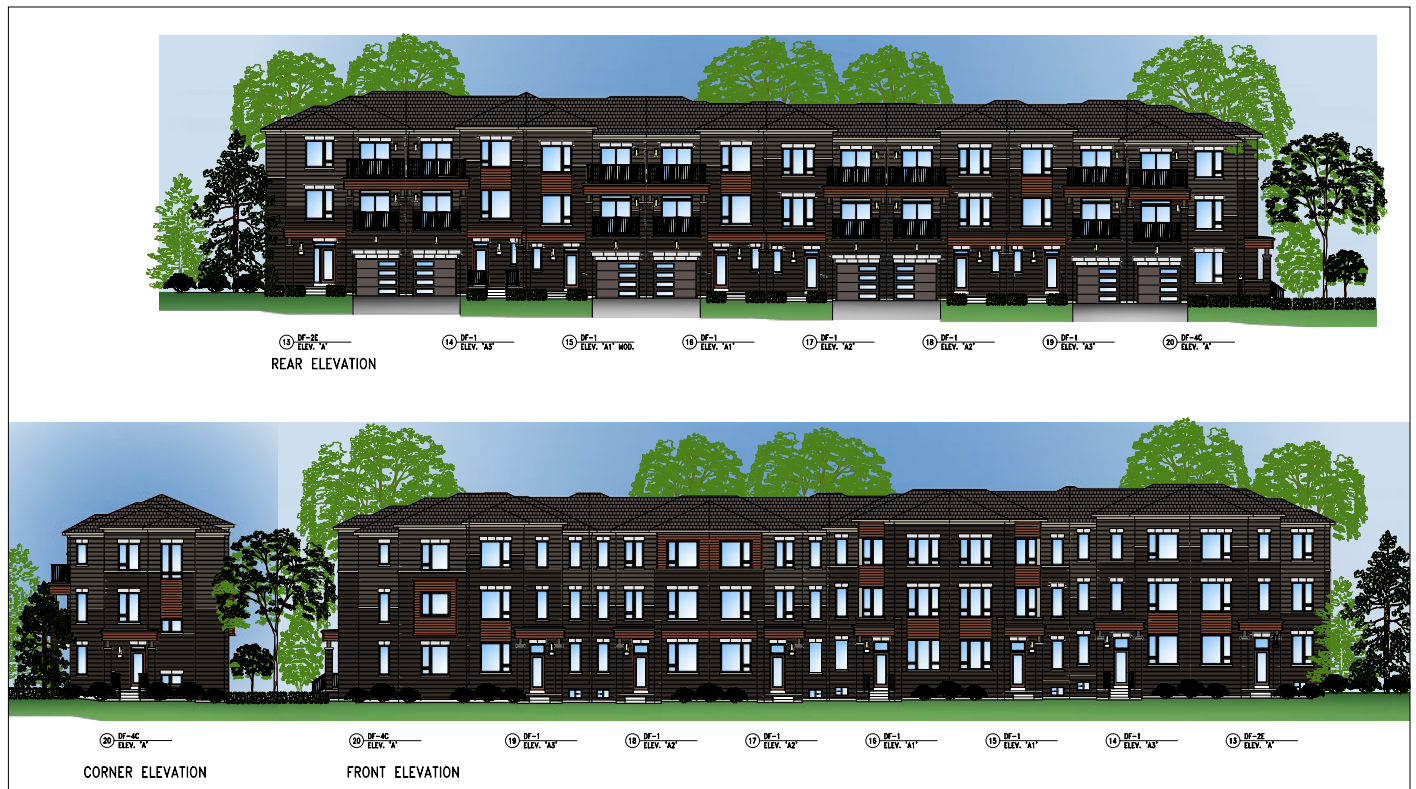 13 DF-2E
ELEV. 'A'
14 DF-1
ELEV. 'A3'
15 DF-1
ELEV. 'A1' MOD.
16 DF-1
ELEV. 'A1'
17 DF-1
ELEV. 'A2'
18 DF-1
ELEV. 'A2'
19 DF-1
ELEV. 'A3'
20 DF-4C
ELEV. 'A'
REAR ELEVATION
20 DF-4C
ELEV. 'A'
20 DF-4C
ELEV. 'A'
19 DF-1
ELEV. 'A3'
18 DF-1
ELEV. 'A2'
17 DF-1
ELEV. 'A2'
16 DF-1
ELEV. 'A1'
15 DF-1
ELEV. 'A1'
14 DF-1
ELEV. 'A3'
13 DF-2E
ELEV. 'A'
CORNER ELEVATION
FRONT ELEVATION